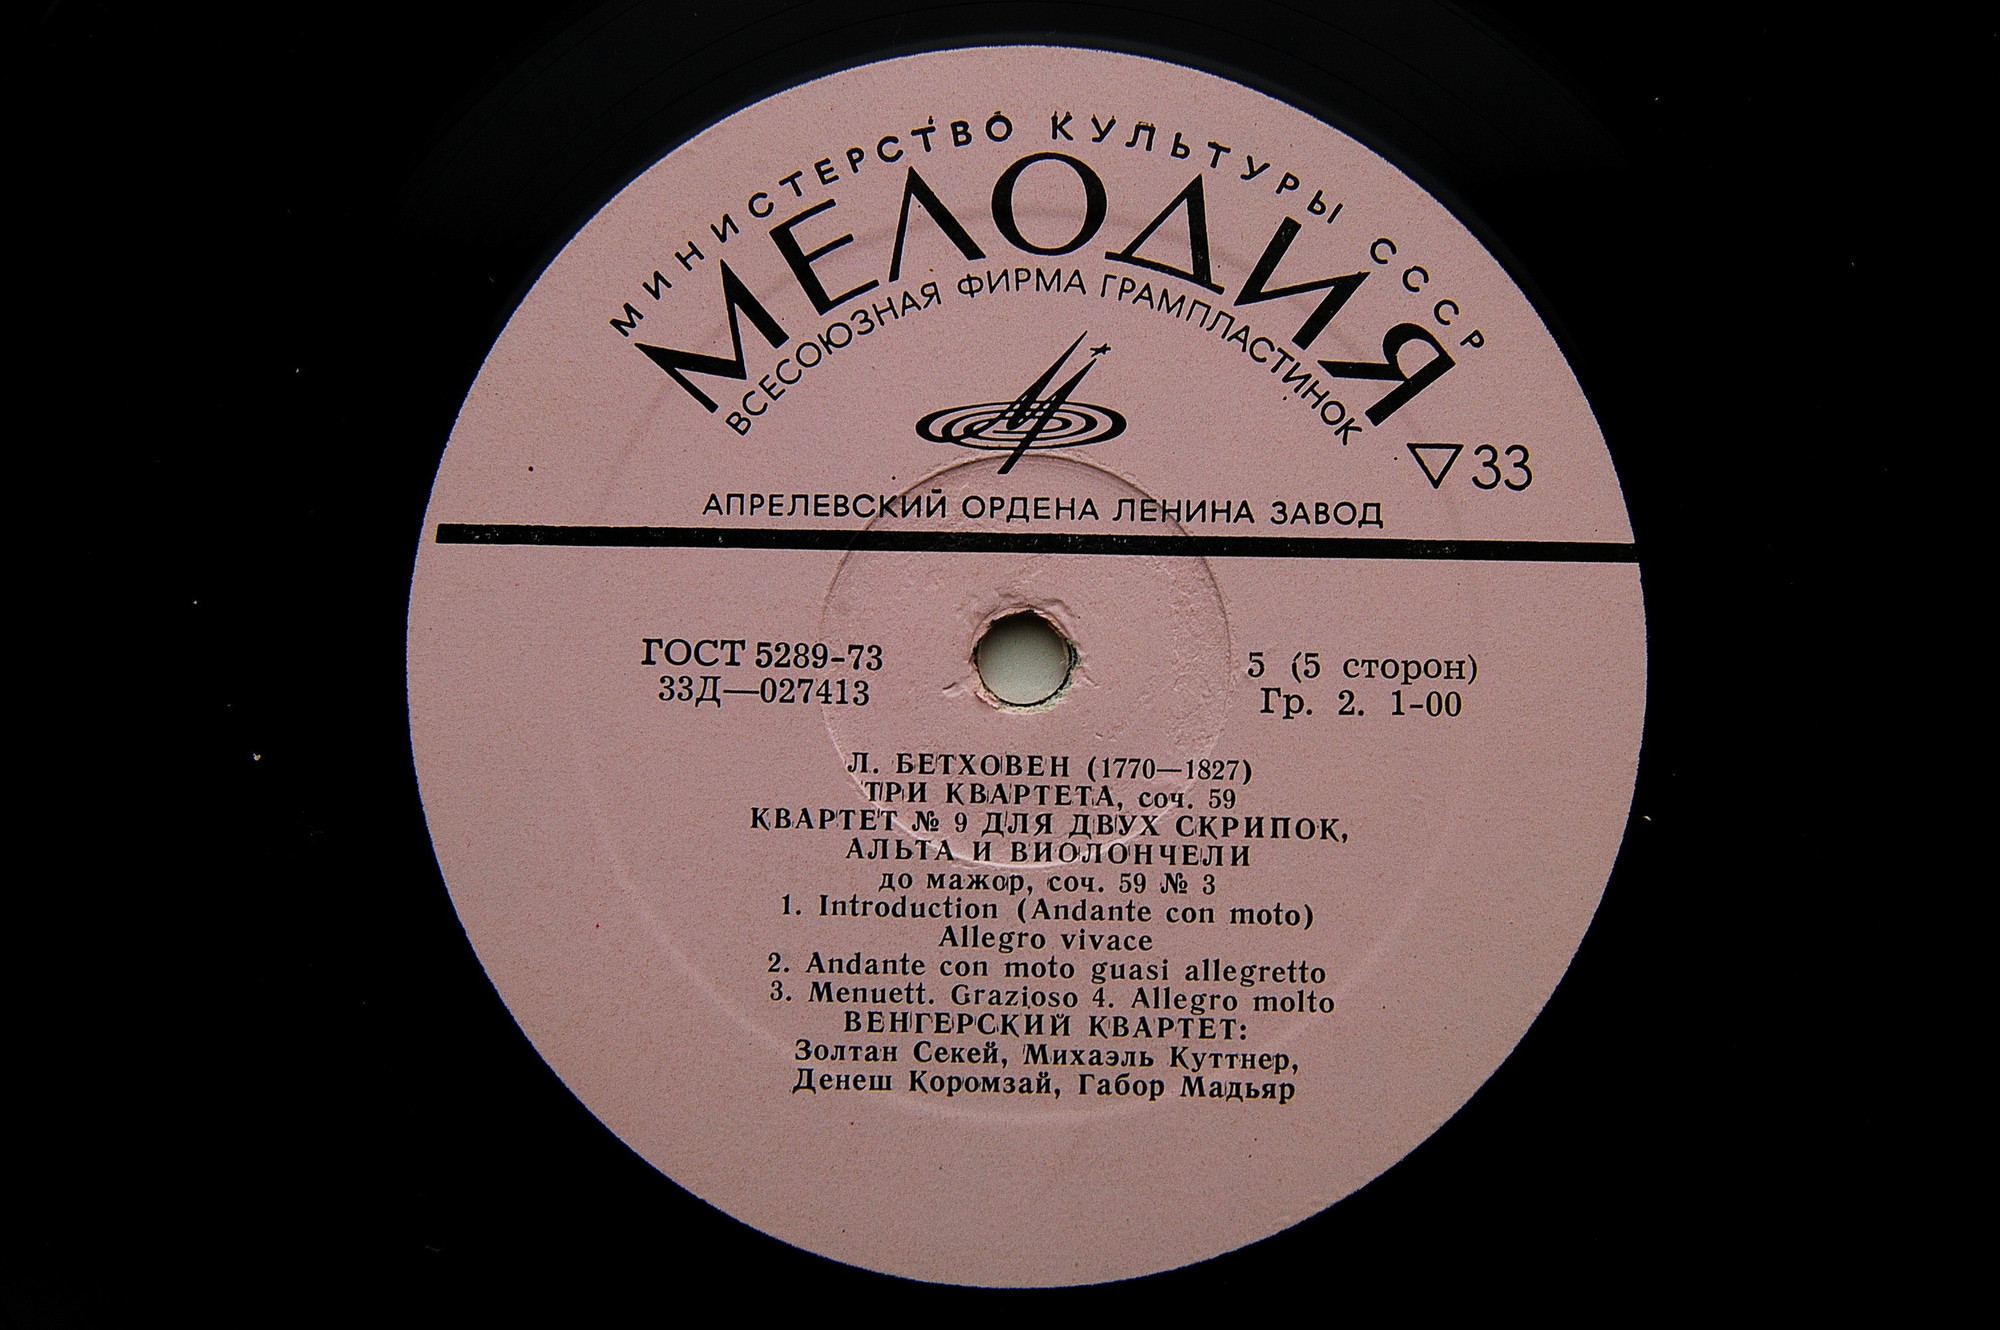 МИНИСТЕРСТВО КУЛЬТУРЫ СССР
МЕЛОДИЯ
ВСЕСОЮЗНАЯ ФИРМА ГРАМПЛАСТИНОК
▽33
АПРЕЛЕВСКИЙ ОРДЕНА ЛЕНИНА ЗАВОД
ГОСТ 5289-73
33Д—027413
5 (5 сторон)
Гр. 2. 1-00
Л. БЕТХОВЕН (1770—1827)
ТРИ КВАРТЕТА, соч. 59
КВАРТЕТ № 9 ДЛЯ ДВУХ СКРИПОК,
АЛЬТА И ВИОЛОНЧЕЛИ
до мажор, соч. 59 № 3
1. Introduction (Andante con moto)
Allegro vivace
2. Andante con moto guasi allegretto
3. Menuett. Grazioso 4. Allegro molto
ВЕНГЕРСКИЙ КВАРТЕТ:
Золтан Секей, Михаэль Куттнер,
Денеш Коромзай, Габор Мадьяр